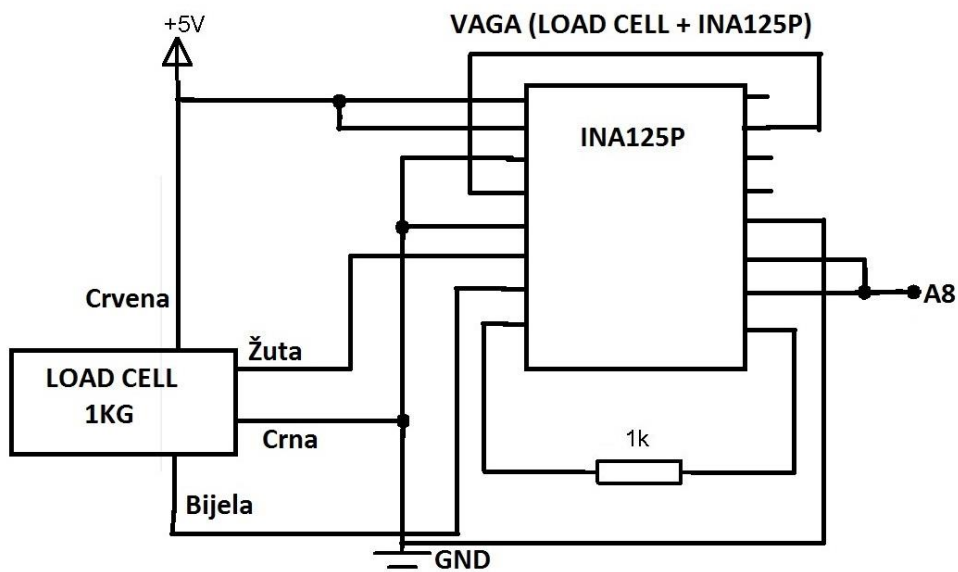 +5V
VAGA (LOAD CELL + INA125P)
INA125P
Crvena
A8
Žuta
LOAD CELL
1KG
Crna
1k
Bijela
GND